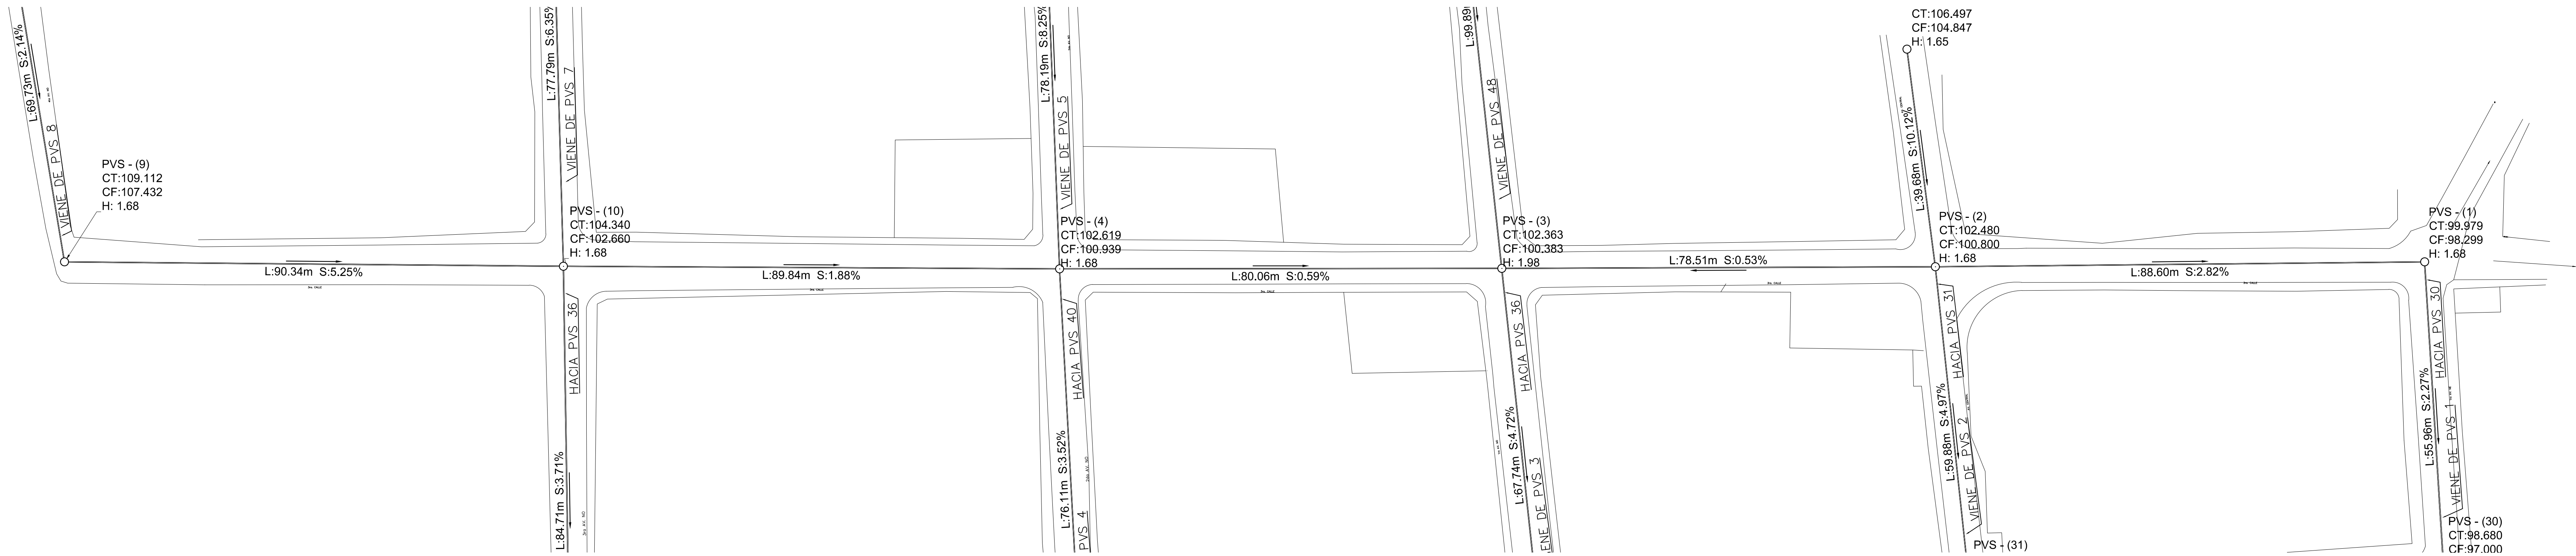 L:69.73m S:2.14%
VIENE DE PVS 8
PVS - (9)
CT:109.112
CF:107.432
H: 1.68
L:90.34m S:5.25%
L:77.79m S:6.35%
VIENE DE PVS 7
PVS - (10)
CT:104.340
CF:102.660
H: 1.68
L:89.84m S:1.88%
HACIA PVS 36
L:84.71m S:3.71%
L:78.19m S:8.25%
VIENE DE PVS 5
PVS - (4)
CT:102.619
CF:100.939
H: 1.68
L:80.06m S:0.59%
HACIA PVS 40
L:76.11m S:3.52%
PVS 4
L:99.89
VIENE DE PVS 48
PVS - (3)
CT:102.363
CF:100.383
H: 1.98
L:78.51m S:0.53%
HACIA PVS 36
L:67.74m S:4.72%
ENE DE PVS 3
CT:106.497
CF:104.847
H: 1.65
L:39.68m S:10.12%
PVS - (2)
CT:102.480
CF:100.800
H: 1.68
L:88.60m S:2.82%
HACIA PVS 31
L:59.88m S:4.97%
VIENE DE PVS 2
PVS - (31)
PVS - (1)
CT:99.979
CF:98.299
H: 1.68
HACIA PVS 30
L:55.96m S:2.27%
VIENE DE PVS 1
PVS - (30)
CT:98.680
CF:97.000